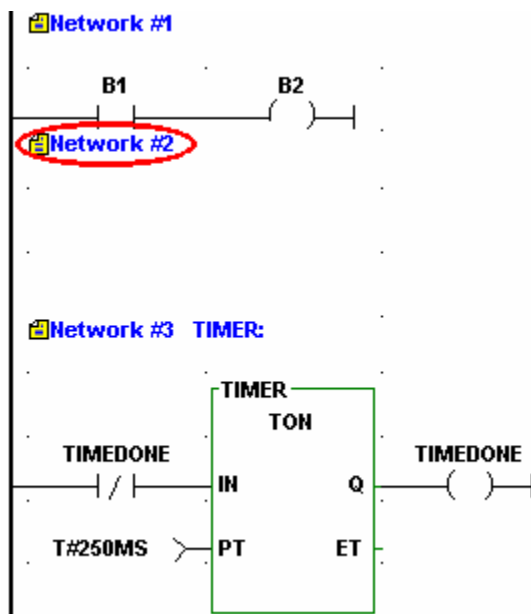 Network #1
B1 B2
Network #2
Network #3 TIMER:
TIMER
TON
TIMEDONE TIMEDONE
IN Q
T#250MS PT ET